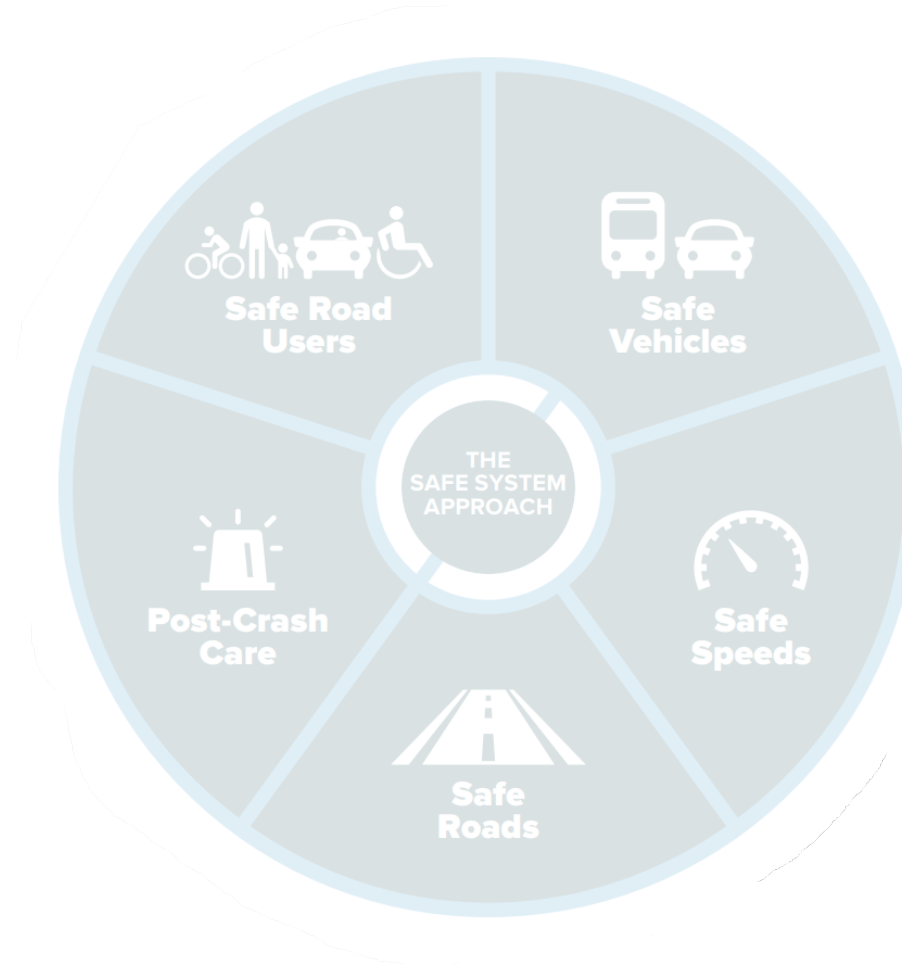 Safe Road
Users
Safe
Vehicles
THE
SAFE SYSTEM
APPROACH
Post-Crash
Care
Safe
Speeds
Safe
Roads